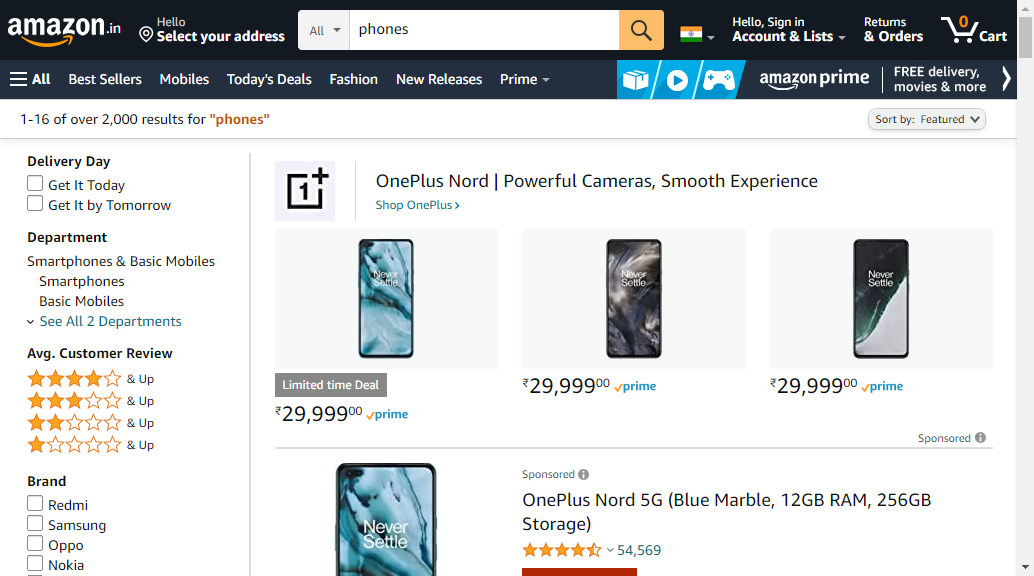 amazon.in
Hello
Select your address
All
phones
Hello, Sign in
Account & Lists
Returns
& Orders
0
Cart
All
Best Sellers
Mobiles
Today's Deals
Fashion
New Releases
Prime
amazon prime
FREE delivery,
movies & more
1-16 of over 2,000 results for "phones"
Sort by: Featured
Delivery Day
Get It Today
Get It by Tomorrow
Department
Smartphones & Basic Mobiles
Smartphones
Basic Mobiles
See All 2 Departments
Avg. Customer Review
& Up
& Up
& Up
& Up
Brand
Redmi
Samsung
Oppo
Nokia
1+
OnePlus Nord | Powerful Cameras, Smooth Experience
Shop OnePlus
Never
Settle
Never
Settle
Never
Settle
Limited time Deal
₹29,99900 prime
₹29,99900 prime
₹29,99900 prime
Sponsored
Never
Settle
Sponsored
OnePlus Nord 5G (Blue Marble, 12GB RAM, 256GB
Storage)
54,569